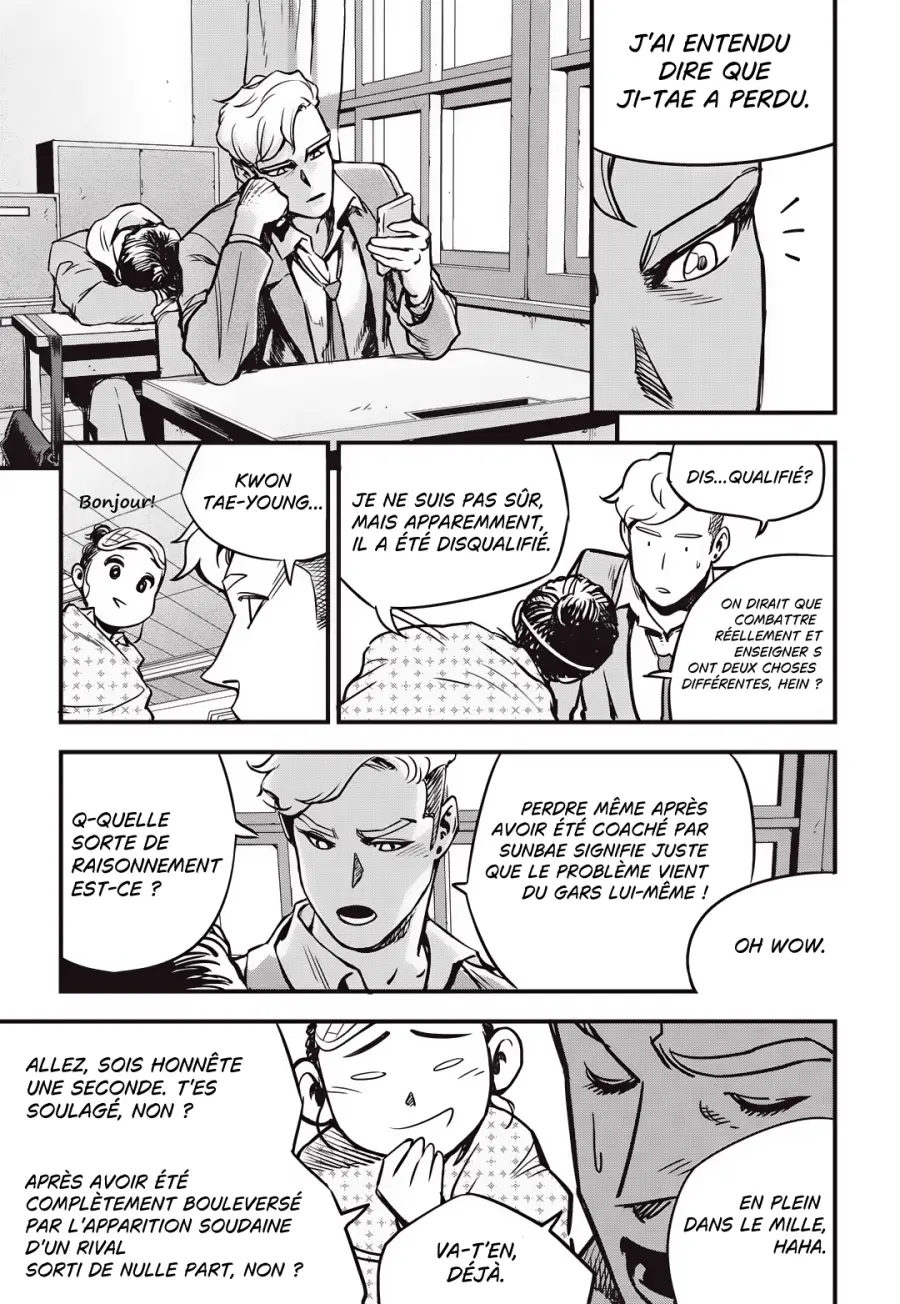 J'AI ENTENDU
DIRE QUE
JI-TAE A PERDU.
Bonjour!
KWON
TAE-YOUNG...
JE NE SUIS PAS SÛR,
MAIS APPAREMMENT,
IL A ÉTÉ DISQUALIFIÉ.
DIS...QUALIFIÉ?
ON DIRAIT QUE
COMBATTRE
RÉELLEMENT ET
ENSEIGNER S
ONT DEUX CHOSES
DIFFÉRENTES, HEIN ?
Q-QUELLE
SORTE DE
RAISONNEMENT
EST-CE ?
PERDRE MÊME APRÈS
AVOIR ÉTÉ COACHÉ PAR
SUNBAE SIGNIFIE JUSTE
QUE LE PROBLÈME VIENT
DU GARS LUI-MÊME !
OH WOW.
ALLEZ, SOIS HONNÊTE
UNE SECONDE. T'ES
SOULAGÉ, NON ?
APRÈS AVOIR ÉTÉ
COMPLÈTEMENT BOULEVERSÉ
PAR L'APPARITION SOUDAINE
D'UN RIVAL
SORTI DE NULLE PART, NON ?
VA-T'EN,
DÉJÀ.
EN PLEIN
DANS LE MILLE,
HAHA.